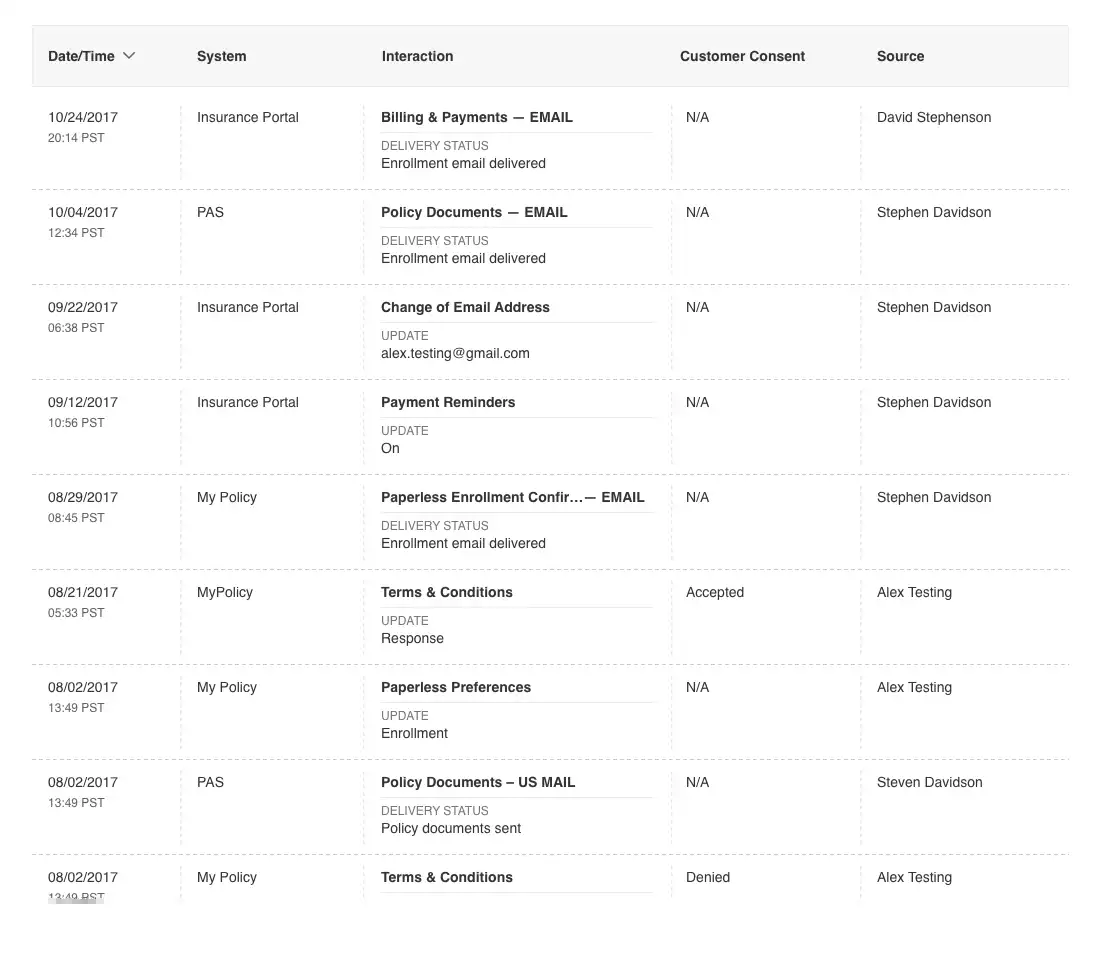 Date/Time System Interaction Customer Consent Source
10/24/2017 Insurance Portal Billing & Payments — EMAIL N/A David Stephenson
20:14 PST
DELIVERY STATUS
Enrollment email delivered
10/04/2017 PAS Policy Documents — EMAIL N/A Stephen Davidson
12:34 PST
DELIVERY STATUS
Enrollment email delivered
09/22/2017 Insurance Portal Change of Email Address N/A Stephen Davidson
06:38 PST
UPDATE
alex.testing@gmail.com
09/12/2017 Insurance Portal Payment Reminders N/A Stephen Davidson
10:56 PST
UPDATE
On
08/29/2017 My Policy Paperless Enrollment Confir...— EMAIL N/A Stephen Davidson
08:45 PST
DELIVERY STATUS
Enrollment email delivered
08/21/2017 MyPolicy Terms & Conditions Accepted Alex Testing
05:33 PST
UPDATE
Response
08/02/2017 My Policy Paperless Preferences N/A Alex Testing
13:49 PST
UPDATE
Enrollment
08/02/2017 PAS Policy Documents – US MAIL N/A Steven Davidson
13:49 PST
DELIVERY STATUS
Policy documents sent
08/02/2017 My Policy Terms & Conditions Denied Alex Testing
13:49 PST